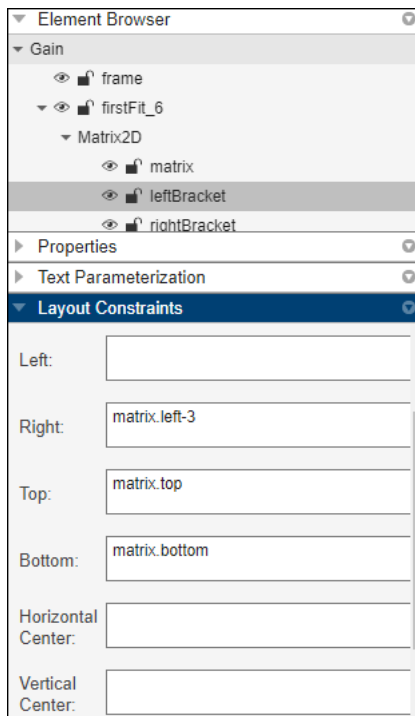 Element Browser
Gain
frame
firstFit_6
Matrix2D
matrix
leftBracket
rightBracket
Properties
Text Parameterization
Layout Constraints
Left:
Right: matrix.left-3
Top: matrix.top
Bottom: matrix.bottom
Horizontal
Center:
Vertical
Center: